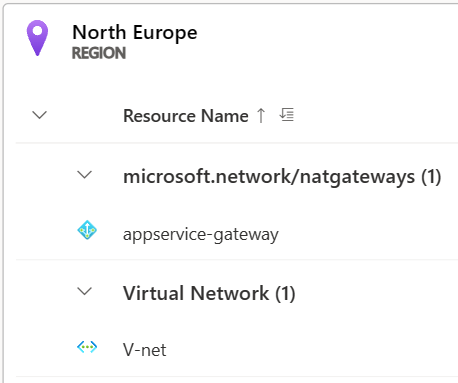 North Europe
REGION
Resource Name
microsoft.network/natgateways (1)
appservice-gateway
Virtual Network (1)
V-net